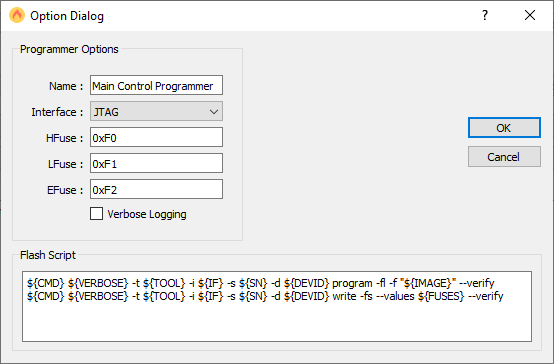 Option Dialog
Programmer Options
Name : Main Control Programmer
Interface : JTAG
HFuse : 0xF0
LFuse : 0xF1
EFuse : 0xF2
Verbose Logging
OK
Cancel
Flash Script
${CMD} ${VERBOSE} -t ${TOOL} -i ${IF} -s ${SN} -d ${DEVID} program -fl -f "${IMAGE}" --verify
${CMD} ${VERBOSE} -t ${TOOL} -i ${IF} -s ${SN} -d ${DEVID} write -fs --values ${FUSES} --verify